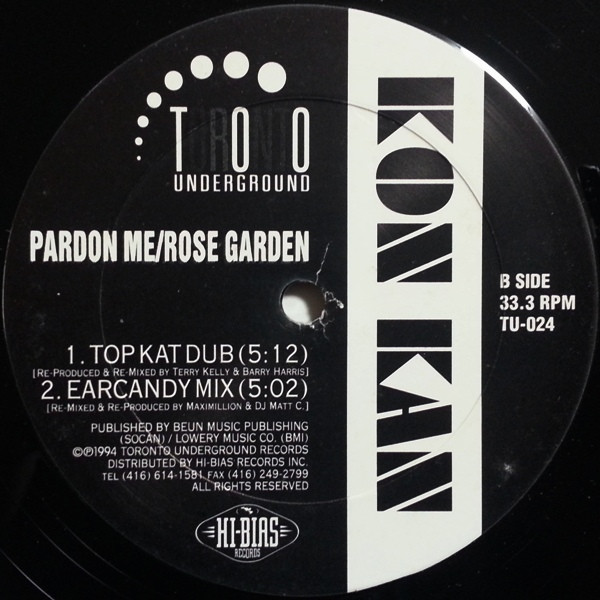 TORONTO
UNDERGROUND
PARDON ME/ROSE GARDEN
1. TOP KAT DUB (5:12)
[RE-PRODUCED & RE-MIXED BY TERRY KELLY & BARRY HARRIS]
2. EARCANDY MIX (5:02)
[RE-MIXED & RE-PRODUCED BY MAXIMILLION & DJ MATT C.]
PUBLISHED BY BEUN MUSIC PUBLISHING
(SOCAN) / LOWERY MUSIC CO. (BMI)
©℗1994 TORONTO UNDERGROUND RECORDS
DISTRIBUTED BY HI-BIAS RECORDS INC.
TEL (416) 614-1581 FAX (416) 249-2799
ALL RIGHTS RESERVED
HI-BIAS
RECORDS
KON KAN
B SIDE
33.3 RPM
TU-024